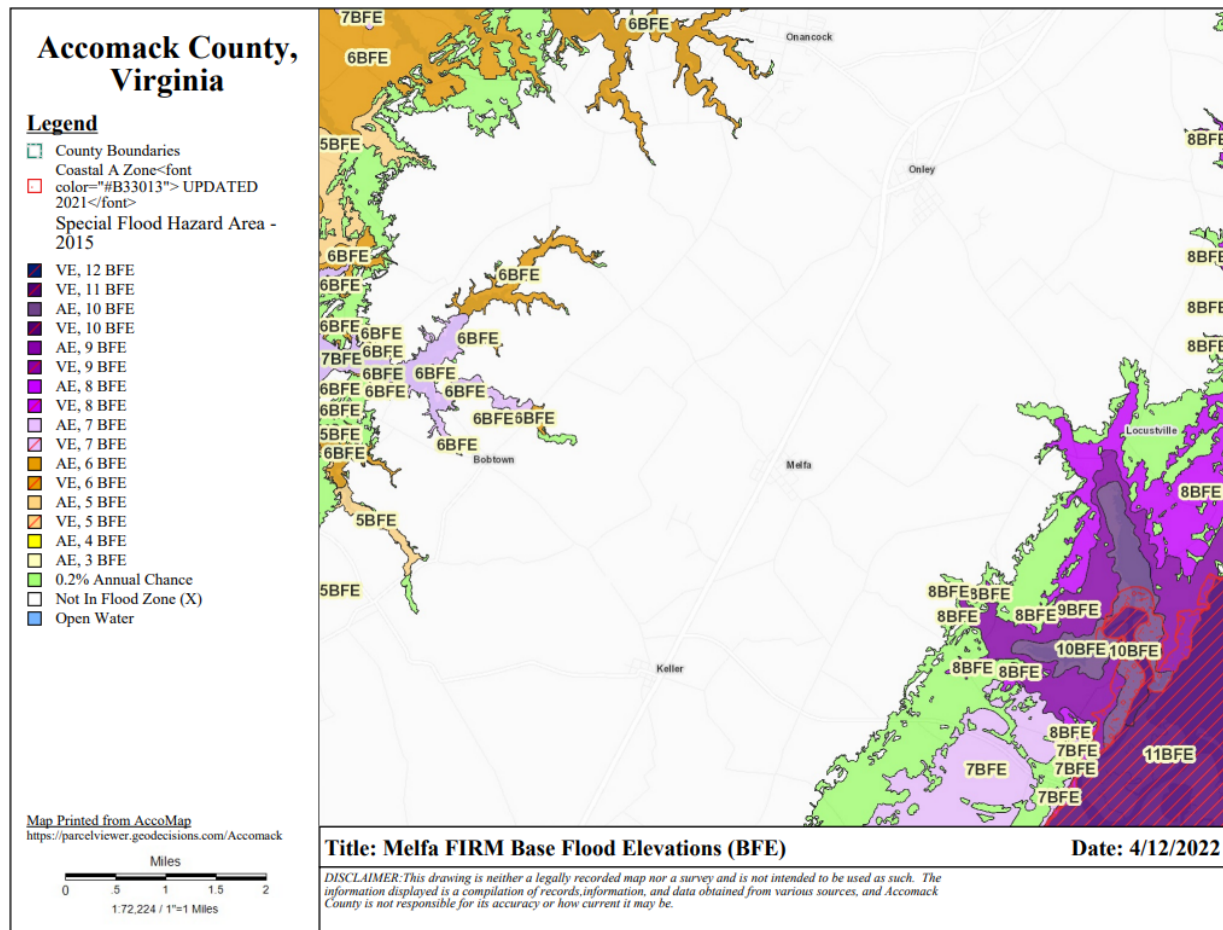 Accomack County,
Virginia
Legend
County Boundaries
Coastal A Zone<font
color="#B33013"> UPDATED
2021</font>
Special Flood Hazard Area -
2015
VE, 12 BFE
VE, 11 BFE
AE, 10 BFE
VE, 10 BFE
AE, 9 BFE
VE, 9 BFE
AE, 8 BFE
VE, 8 BFE
AE, 7 BFE
VE, 7 BFE
AE, 6 BFE
VE, 6 BFE
AE, 5 BFE
VE, 5 BFE
AE, 4 BFE
AE, 3 BFE
0.2% Annual Chance
Not In Flood Zone (X)
Open Water
Map Printed from AccoMap
https://parcelviewer.geodecisions.com/Accomack
Miles
0 .5 1 1.5 2
1:72,224 / 1"=1 Miles
7BFE
6BFE
Onancock
6BFE
5BFE
8BFE
Onley
6BFE
8BFE
6BFE
6BFE
8BFE
6BFE
6BFE
6BFE
8BFE
7BFE
6BFE
6BFE
6BFE
6BFE
6BFE
6BFE
6BFE
6BFE
6BFE
5BFE
6BFE
Locustville
6BFE
Bobtown
Melfa
8BFE
5BFE
5BFE
8BFE
8BFE
8BFE
8BFE
9BFE
10BFE
10BFE
Keller
8BFE
8BFE
8BFE
7BFE
11BFE
7BFE
7BFE
7BFE
Title: Melfa FIRM Base Flood Elevations (BFE)
Date: 4/12/2022
DISCLAIMER:This drawing is neither a legally recorded map nor a survey and is not intended to be used as such. The
information displayed is a compilation of records,information, and data obtained from various sources, and Accomack
County is not responsible for its accuracy or how current it may be.